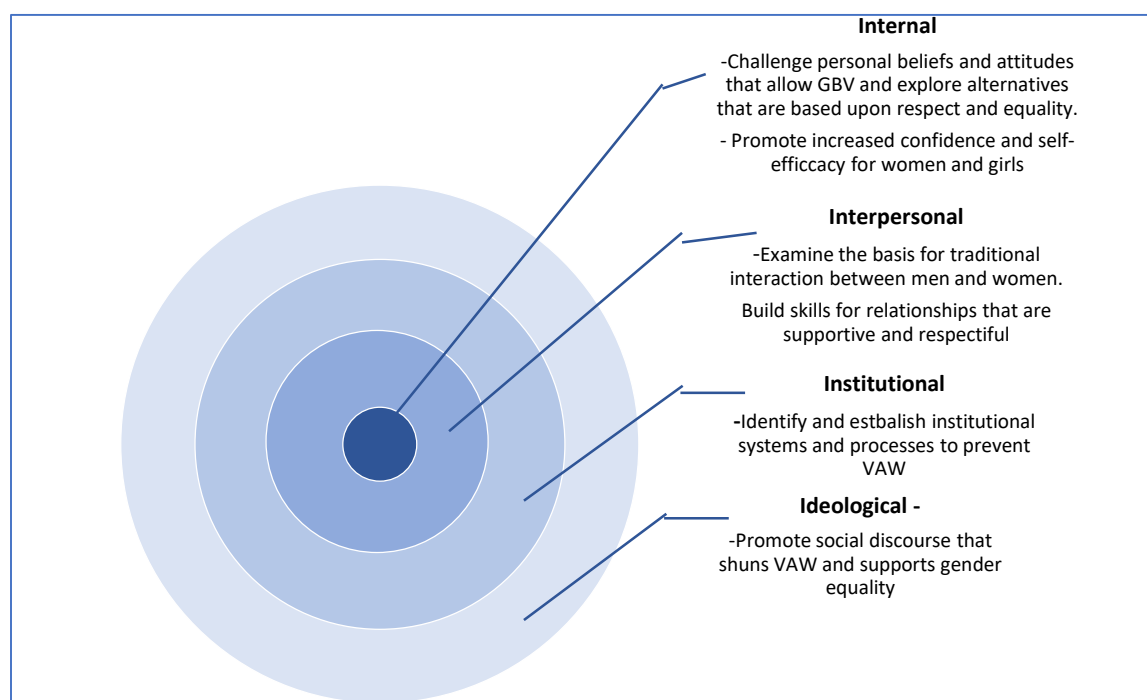 Internal
-Challenge personal beliefs and attitudes
that allow GBV and explore alternatives
that are based upon respect and equality.
- Promote increased confidence and self-
efficcacy for women and girls
Interpersonal
-Examine the basis for traditional
interaction between men and women.
Build skills for relationships that are
supportive and respectiful
Institutional
-Identify and estbalish institutional
systems and processes to prevent
VAW
Ideological -
-Promote social discourse that
shuns VAW and supports gender
equality